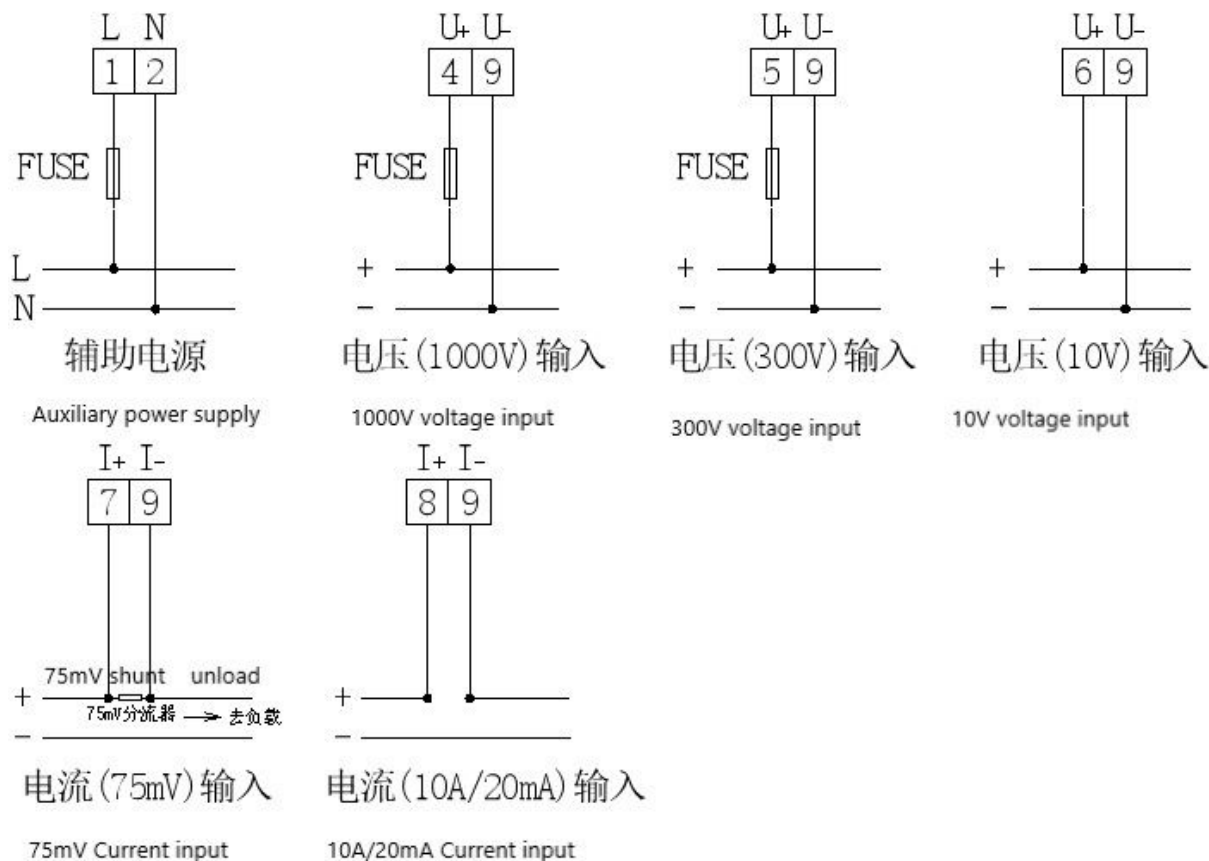 L N
1 2
FUSE
L
N
辅助电源
Auxiliary power supply
U+ U-
4 9
FUSE
+
-
电压(1000V)输入
1000V voltage input
U+ U-
5 9
FUSE
+
-
电压(300V)输入
300V voltage input
U+ U-
6 9
+
-
电压(10V)输入
10V voltage input
I+ I-
7 9
75mV shunt unload
+
75mV分流器 → 去负载
-
电流(75mV)输入
75mV Current input
I+ I-
8 9
+
-
电流(10A/20mA)输入
10A/20mA Current input